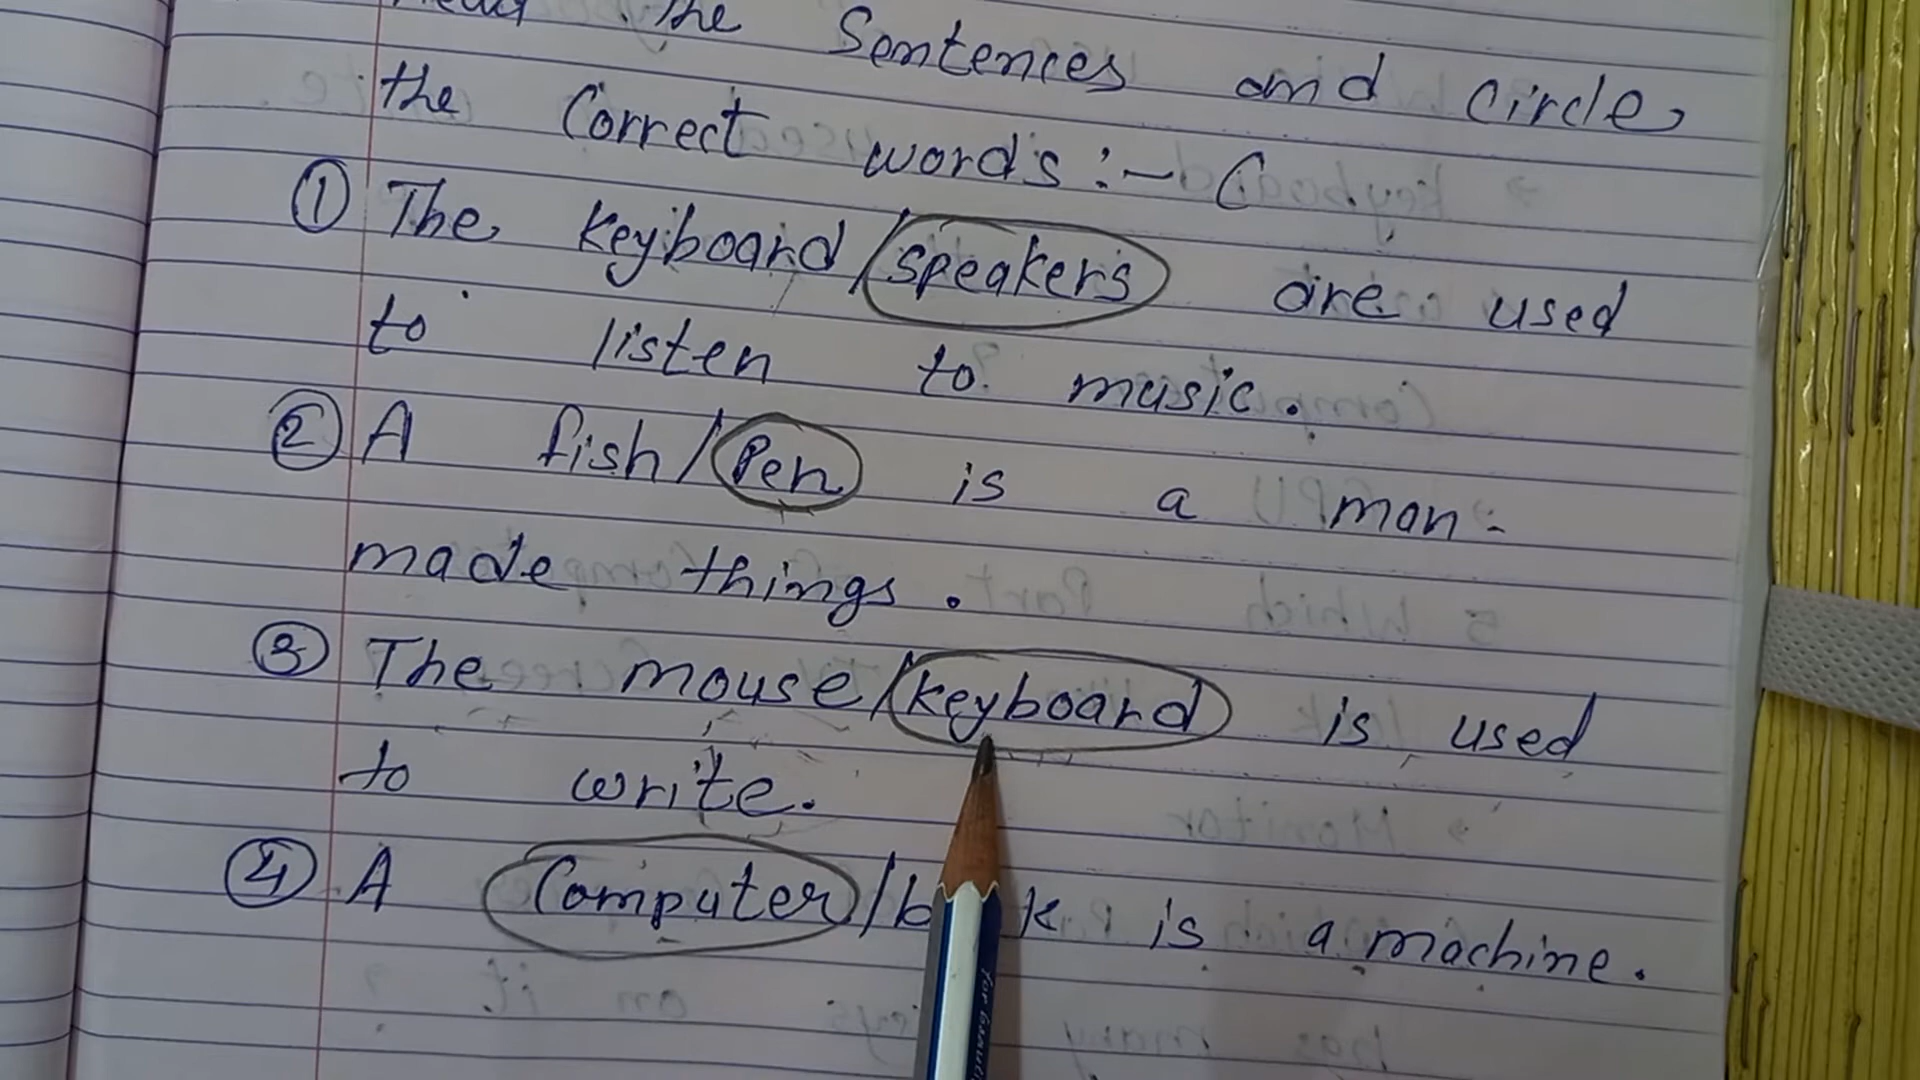 Read the Sentences and circle
the Correct words :- C
① The keyboard/speakers are used
to listen to music.
② A fish/Pen is a man-
made things.
③ The mouse/keyboard is used
to write.
④ A Computer/b k is a machine.